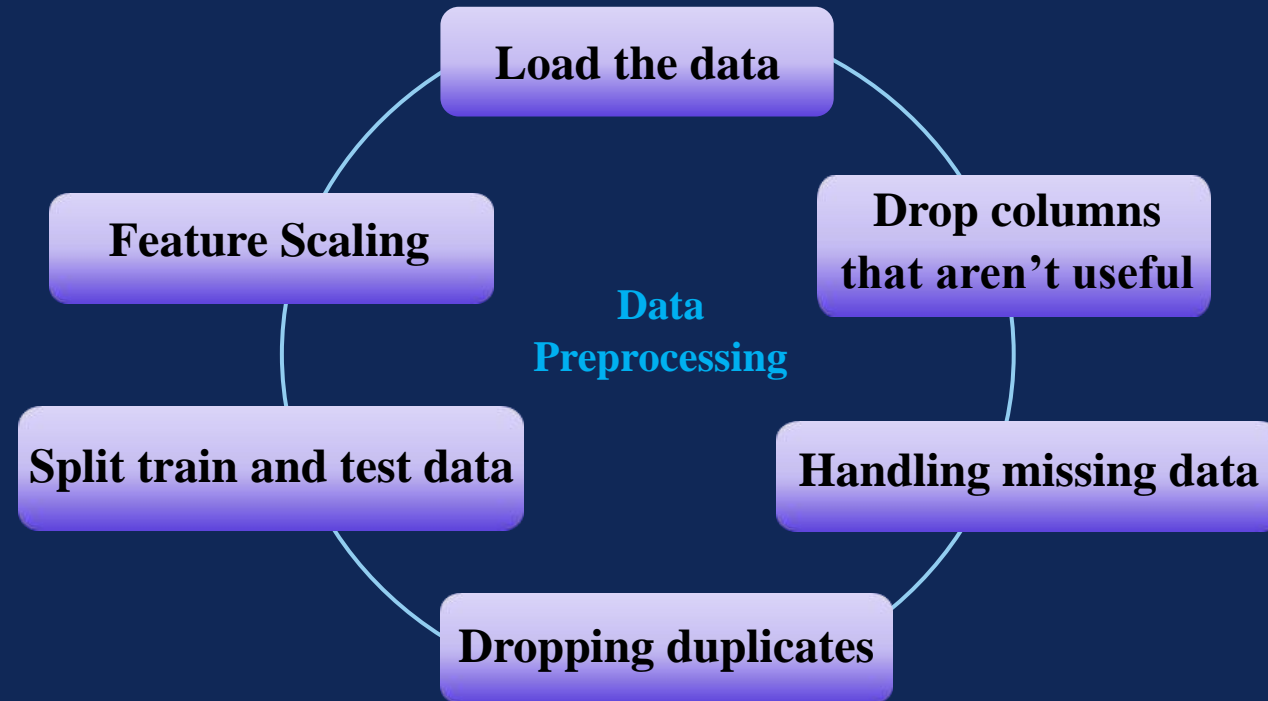 Load the data
Drop columns
that aren’t useful
Handling missing data
Dropping duplicates
Split train and test data
Feature Scaling
Data
Preprocessing